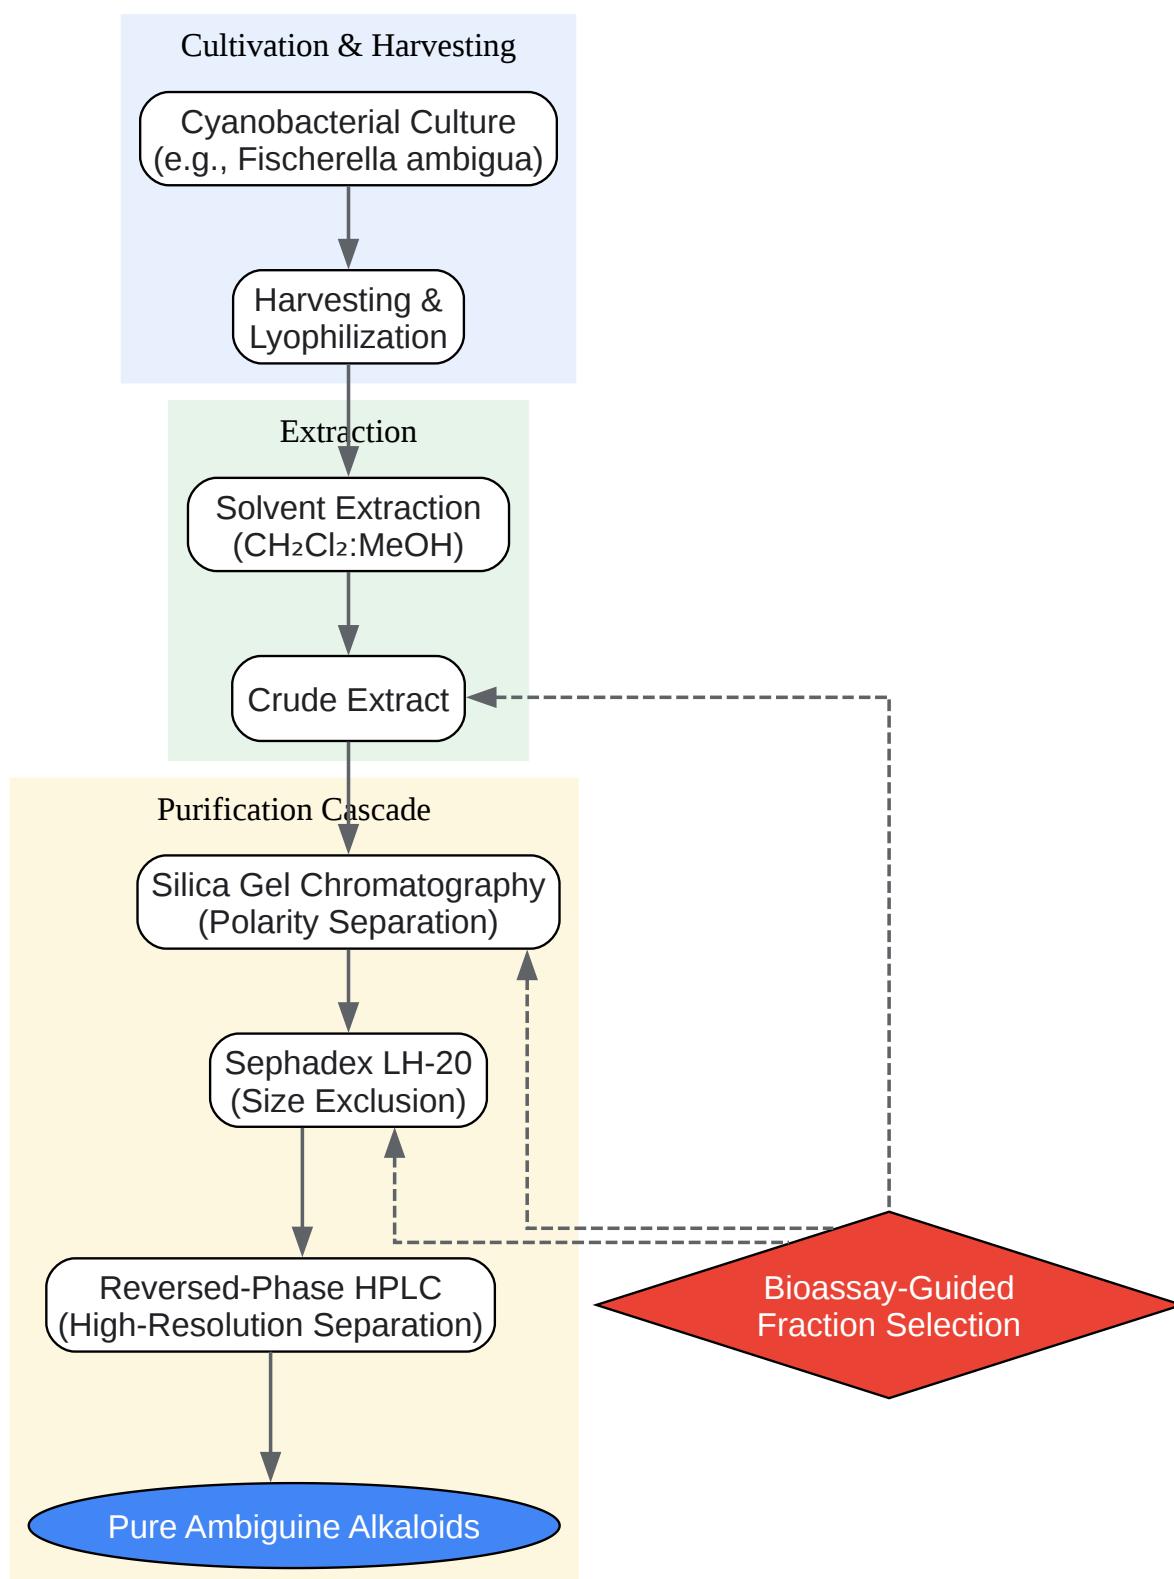 Cultivation & Harvesting
Cyanobacterial Culture
(e.g., Fischerella ambigua)
Harvesting &
Lyophilization
Extraction
Solvent Extraction
(CH₂Cl₂:MeOH)
Crude Extract
Purification Cascade
Silica Gel Chromatography
(Polarity Separation)
Sephadex LH-20
(Size Exclusion)
Reversed-Phase HPLC
(High-Resolution Separation)
Bioassay-Guided
Fraction Selection
Pure Ambiguine Alkaloids